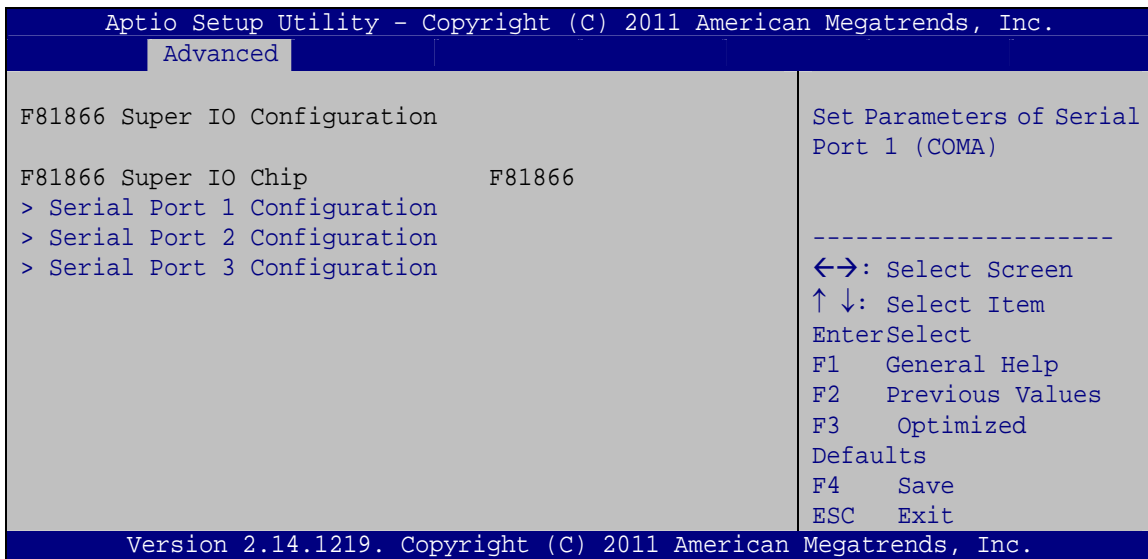 Aptio Setup Utility – Copyright (C) 2011 American Megatrends, Inc.
Advanced
F81866 Super IO Configuration
F81866 Super IO Chip F81866
> Serial Port 1 Configuration
> Serial Port 2 Configuration
> Serial Port 3 Configuration
Set Parameters of Serial
Port 1 (COMA)
---------------------
←→: Select Screen
↑ ↓: Select Item
EnterSelect
F1 General Help
F2 Previous Values
F3 Optimized
Defaults
F4 Save
ESC Exit
Version 2.14.1219. Copyright (C) 2011 American Megatrends, Inc.